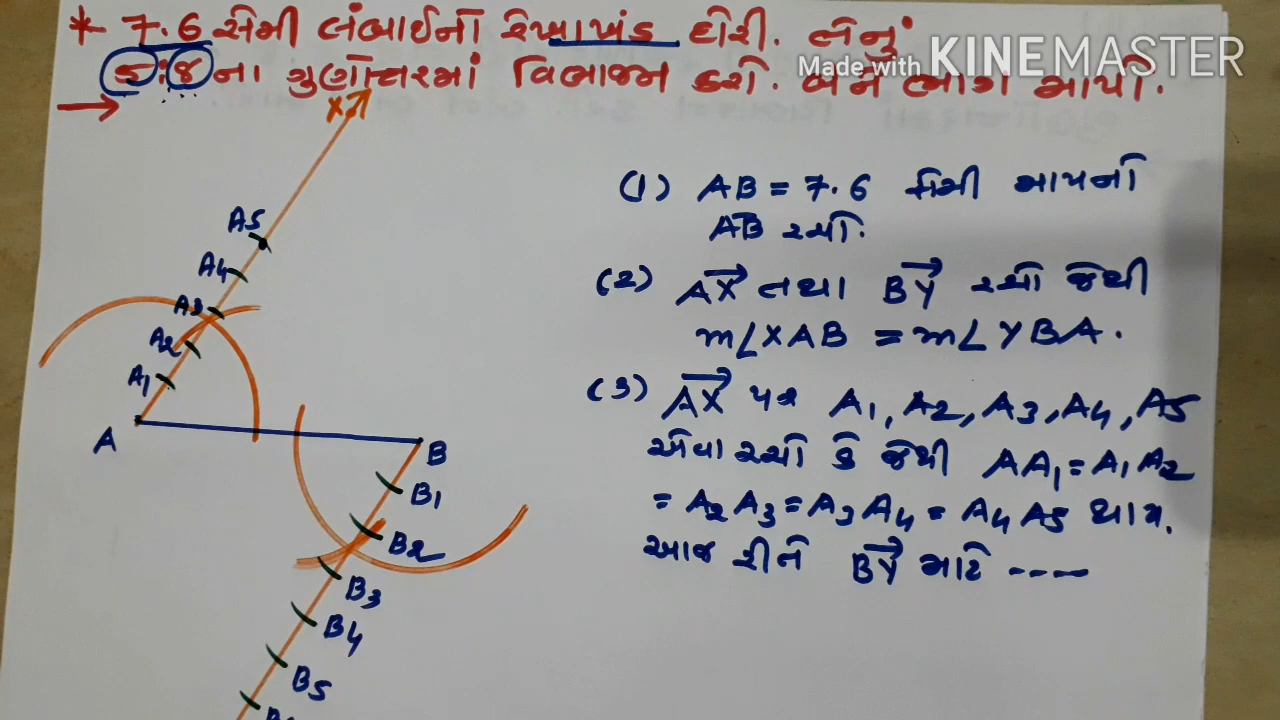 * 7.6 સેમી લંબાઈનો રેખાખંડ દોરી. તેનું
Made with KINEMASTER
5:8 ના ગુણોત્તરમાં વિભાજન કરો. બંને ભાગ માપો.
X
A5
A4
A3
A2
A1
A
B
B1
B2
B3
B4
B5
(1) AB = 7.6 સેમી માપનો
AB રચો.
(2) AX તથા BY રચો જેથી
m∠XAB = m∠YBA.
(3) AX પર A1, A2, A3, A4, A5
એવા રચો કે જેથી AA1 = A1A2
= A2A3 = A3A4 = A4A5 થાય.
આજ રીતે BY માટે ----